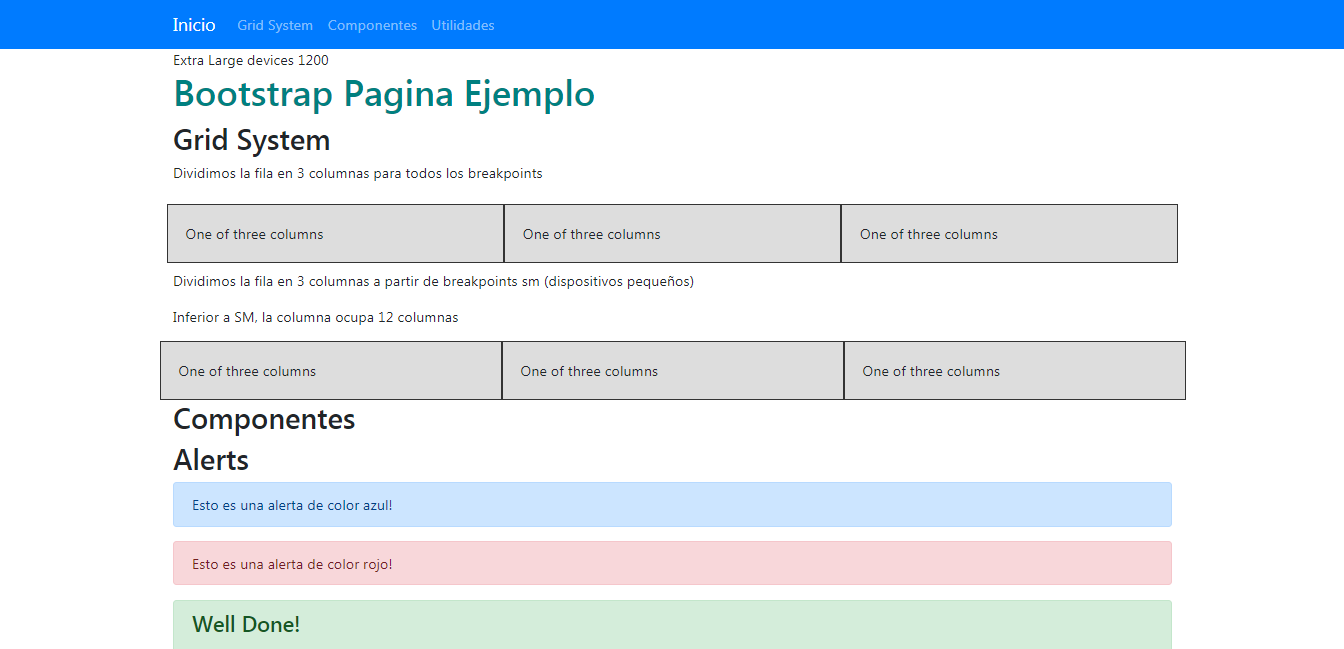 Inicio Grid System Componentes Utilidades
Extra Large devices 1200
Bootstrap Pagina Ejemplo
Grid System
Dividimos la fila en 3 columnas para todos los breakpoints
One of three columns One of three columns One of three columns
Dividimos la fila en 3 columnas a partir de breakpoints sm (dispositivos pequeños)
Inferior a SM, la columna ocupa 12 columnas
One of three columns One of three columns One of three columns
Componentes
Alerts
Esto es una alerta de color azul!
Esto es una alerta de color rojo!
Well Done!